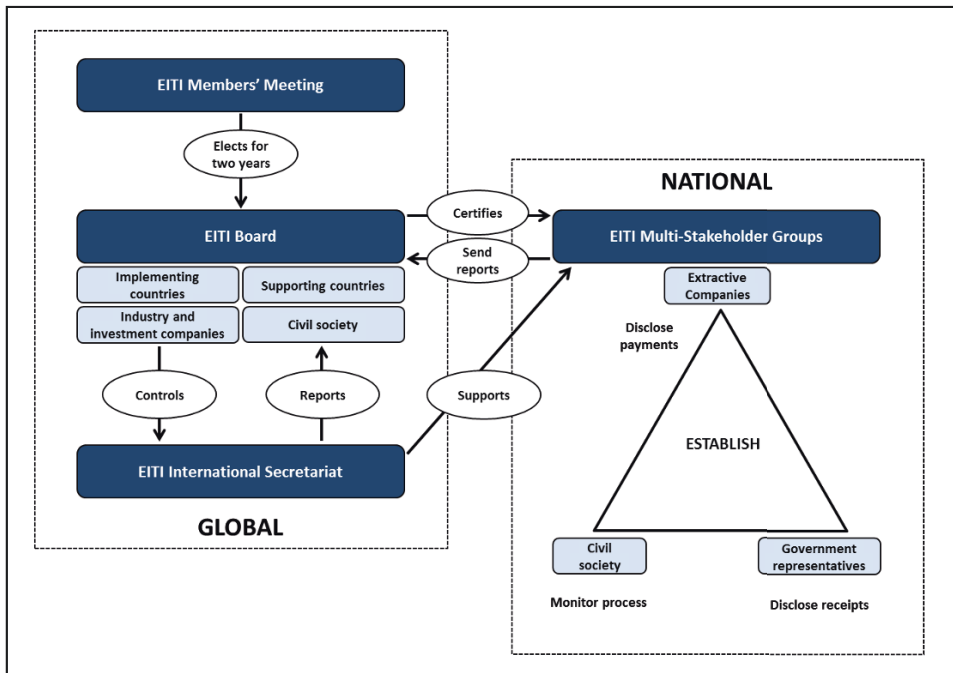 EITI Members’ Meeting
Elects for
two years
EITI Board
Implementing
countries
Supporting countries
Industry and
investment companies
Civil society
Controls
Reports
EITI International Secretariat
GLOBAL
Certifies
Send
reports
Supports
NATIONAL
EITI Multi-Stakeholder Groups
Extractive
Companies
Disclose
payments
ESTABLISH
Civil
society
Monitor process
Government
representatives
Disclose receipts